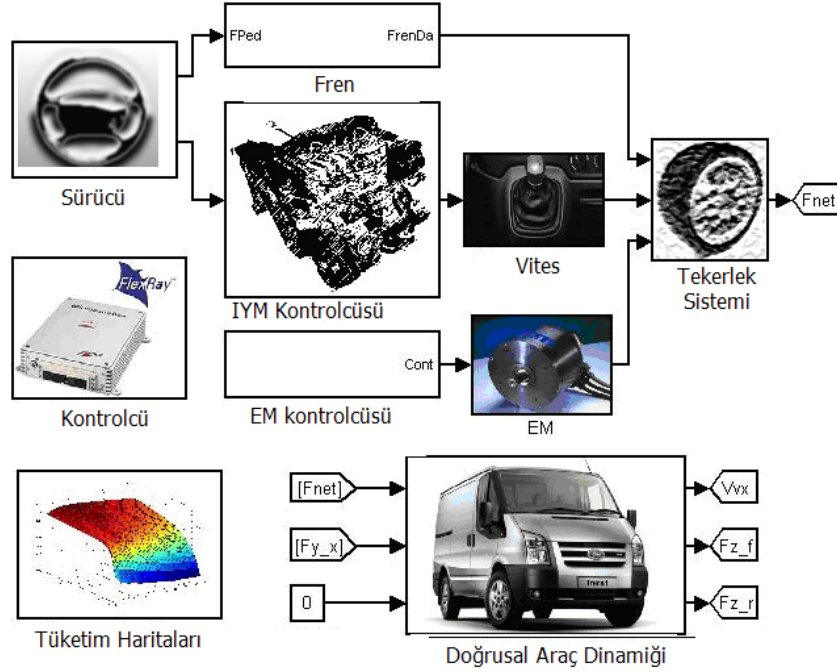 FPed
FrenDa
Fren
Sürücü
Vites
Fnet
Tekerlek
Sistemi
FlexRay
IYM Kontrolcüsü
Cont
Kontrolcü
EM kontrolcüsü
EM
[Fnet]
Vvx
[Fy_x]
Fz_f
0
Fz_r
Tüketim Haritaları
Doğrusal Araç Dinamiği